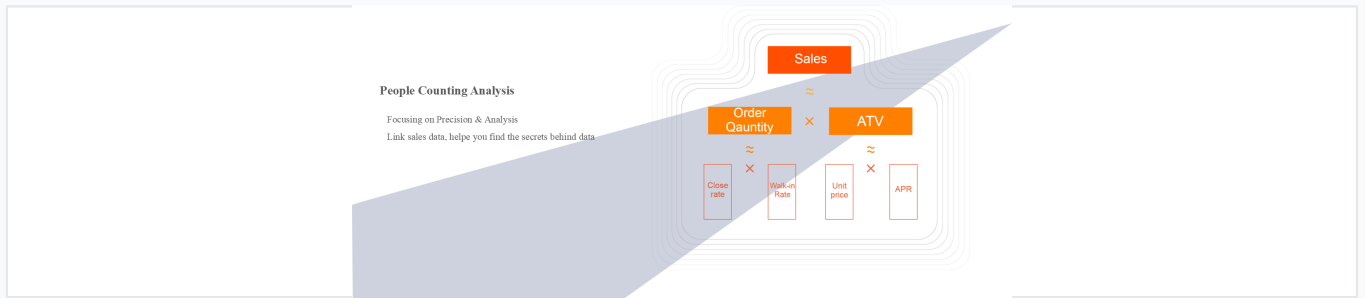 People Counting Analysis
Focusing on Precision & Analysis
Link sales data, helpe you find the secrets behind data
Sales
≈
Order
Qauntity
×
ATV
≈
≈
×
×
Close
rate
Walk-in
Rate
Unit
price
APR